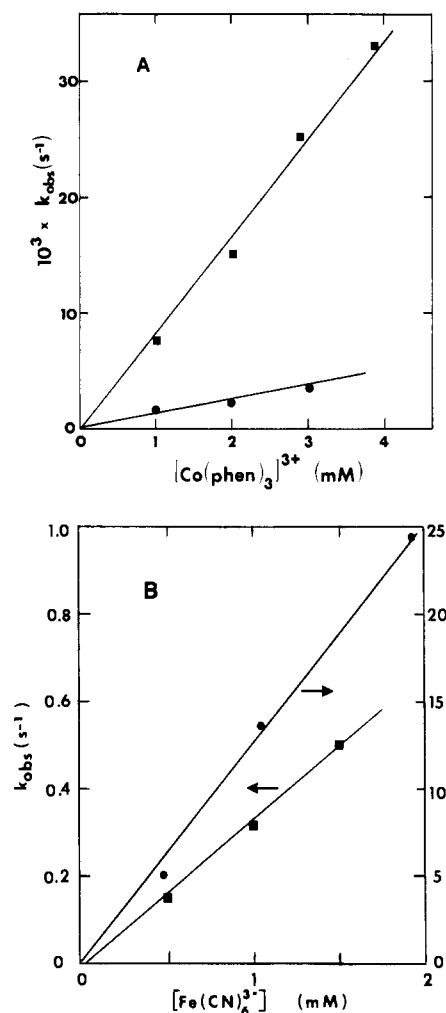 A
30
20
10
0
10³ × k_obs (s⁻¹)
0 1 2 3 4
[Co(phen)₃]³⁺ (mM)
B
1.0
0.8
0.6
0.4
0.2
0
k_obs (s⁻¹)
25
20
15
10
5
0
0 1 2
[Fe(CN)₆³⁻] (mM)